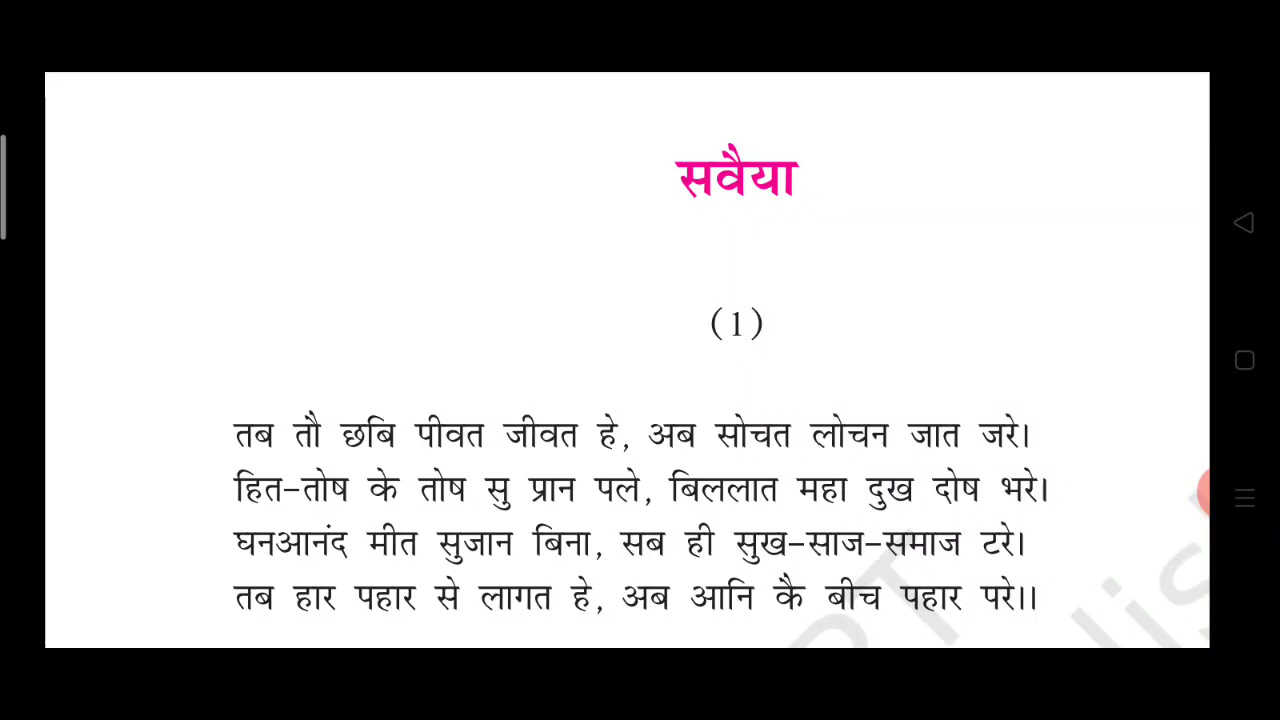 सवैया
(1)
तब तौ छबि पीवत जीवत हे, अब सोचत लोचन जात जरे।
हित-तोष के तोष सु प्रान पले, बिललात महा दुख दोष भरे।
घनआनंद मीत सुजान बिना, सब ही सुख-साज-समाज टरे।
तब हार पहार से लागत हे, अब आनि कै बीच पहार परे।।